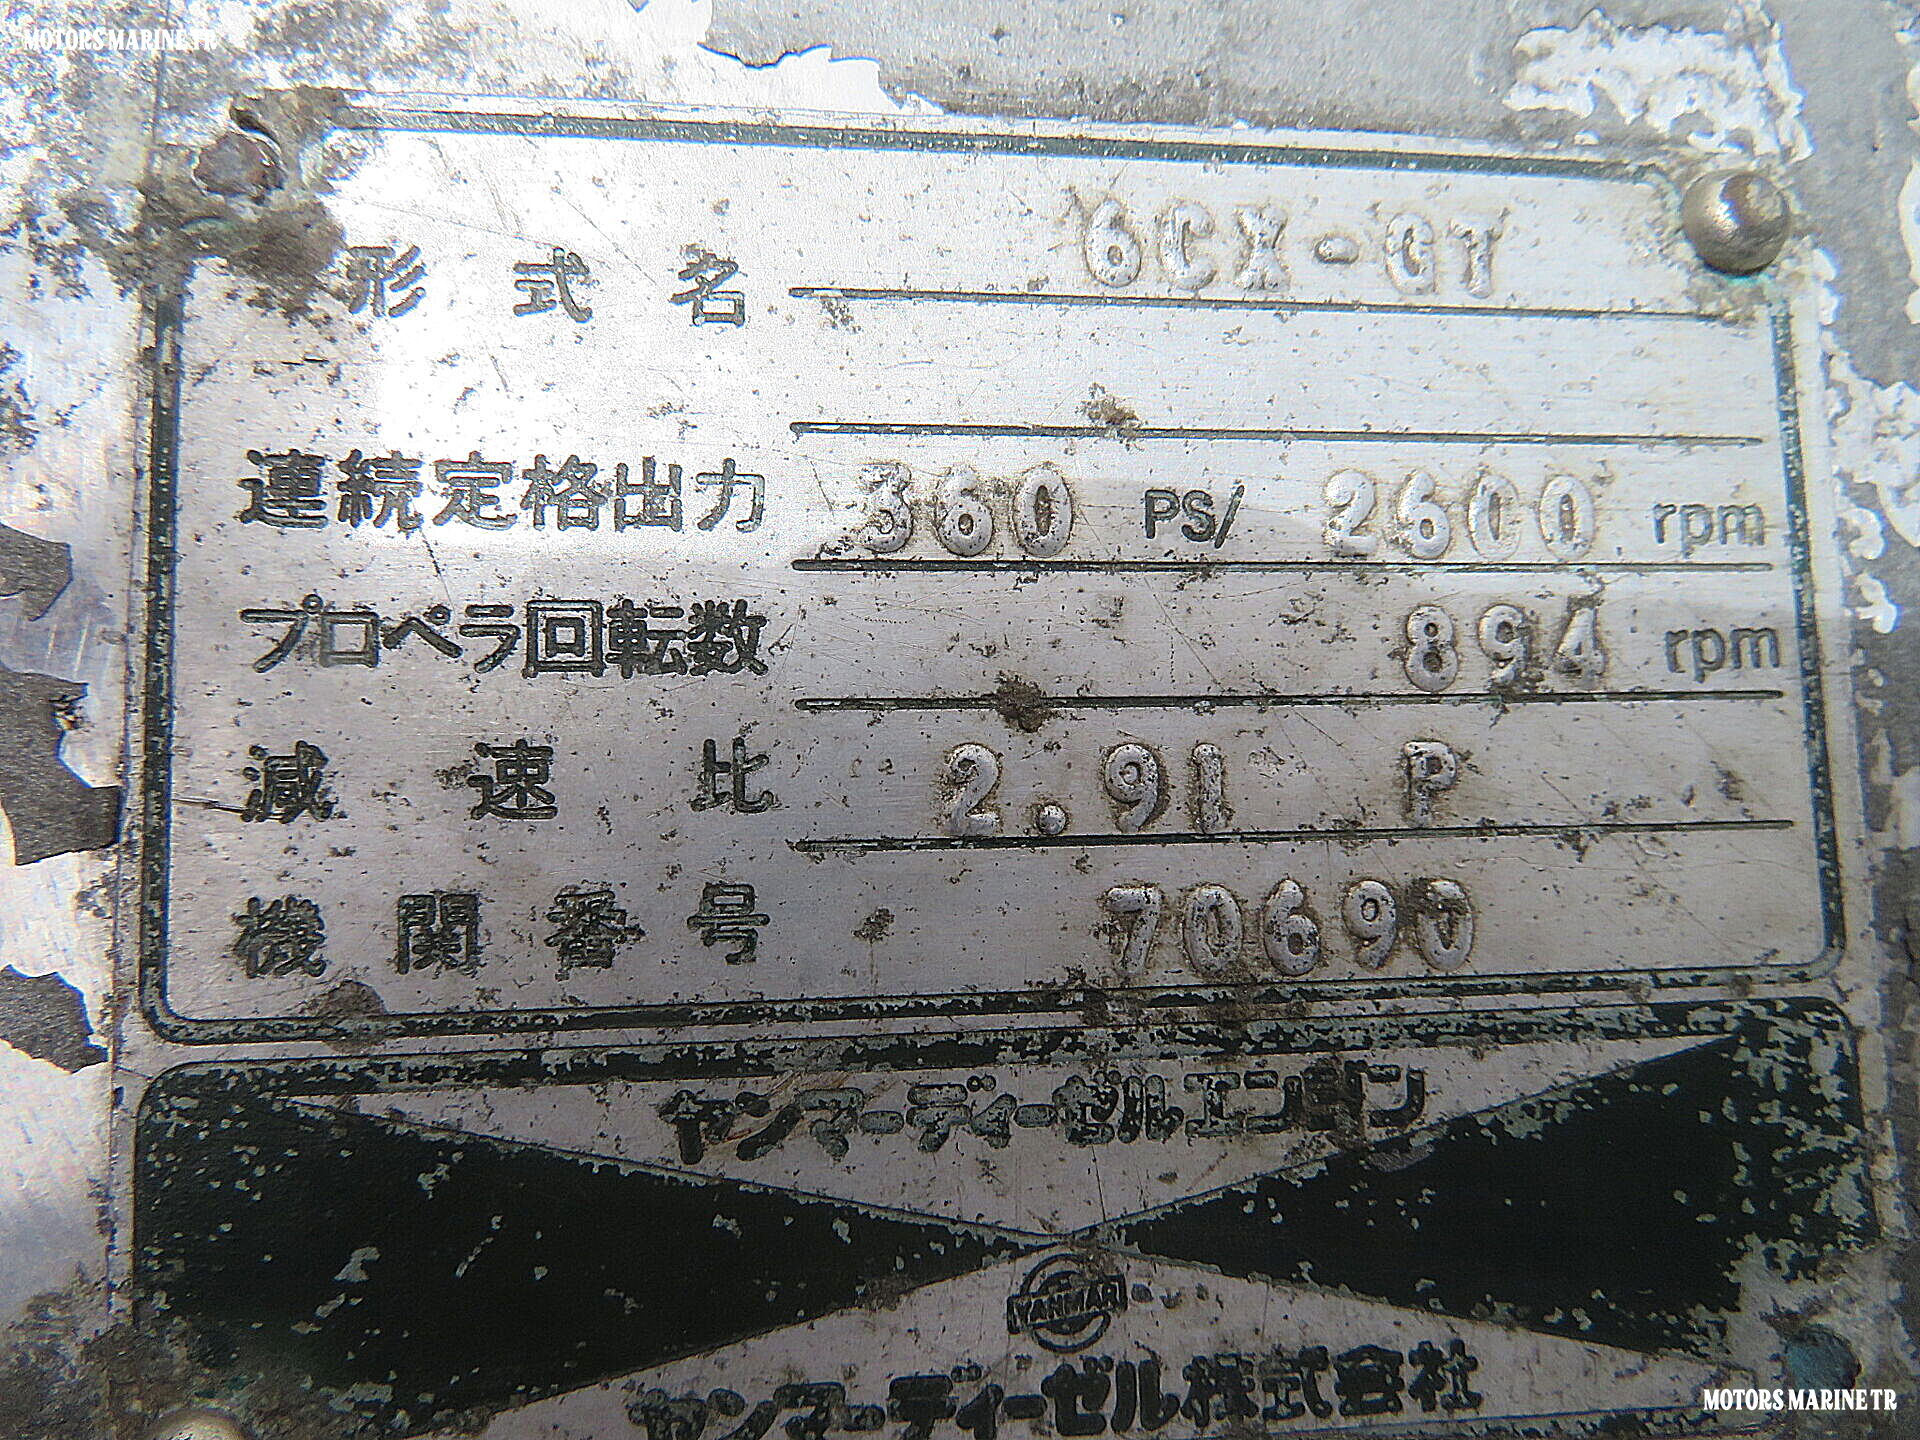 MOTORS MARINE TR
形式名 6CX-GT
連続定格出力 360 PS/ 2600 rpm
プロペラ回転数 894 rpm
減速比 2.91 P
機関番号 70690
ヤンマーディーゼルエンジン
YANMAR
ヤンマーディーゼル株式会社
MOTORS MARINE TR